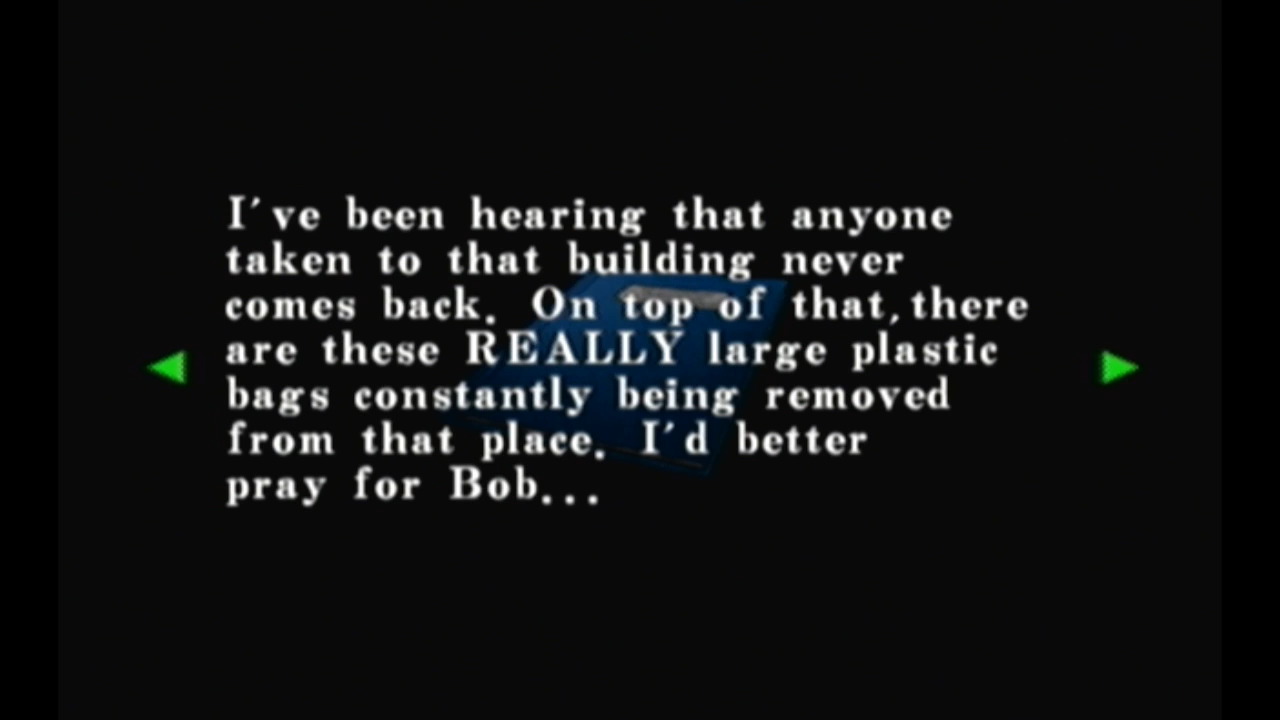 I've been hearing that anyone
taken to that building never
comes back. On top of that, there
are these REALLY large plastic
bags constantly being removed
from that place. I'd better
pray for Bob...